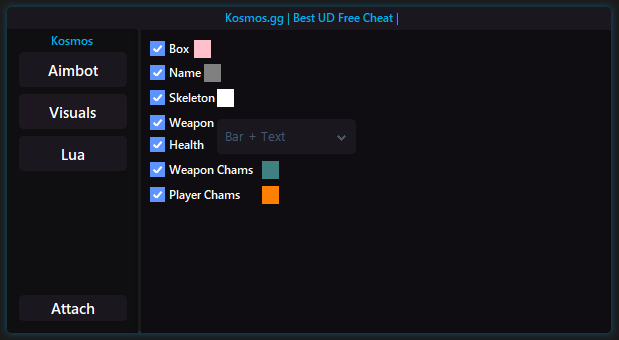 Kosmos.gg | Best UD Free Cheat |
Kosmos
Aimbot
Visuals
Lua
Attach
Box
Name
Skeleton
Weapon
Health
Bar + Text
Weapon Chams
Player Chams